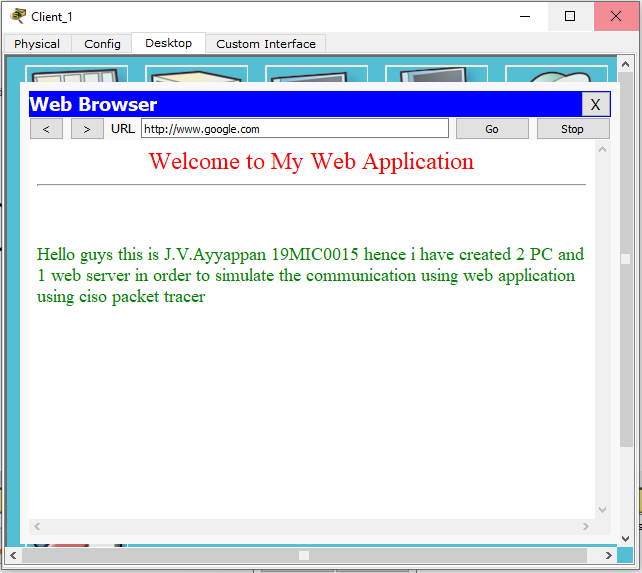 Client_1
Physical Config Desktop Custom Interface
Web Browser X
< > URL http://www.google.com Go Stop
Welcome to My Web Application
Hello guys this is J.V.Ayyappan 19MIC0015 hence i have created 2 PC and
1 web server in order to simulate the communication using web application
using ciso packet tracer